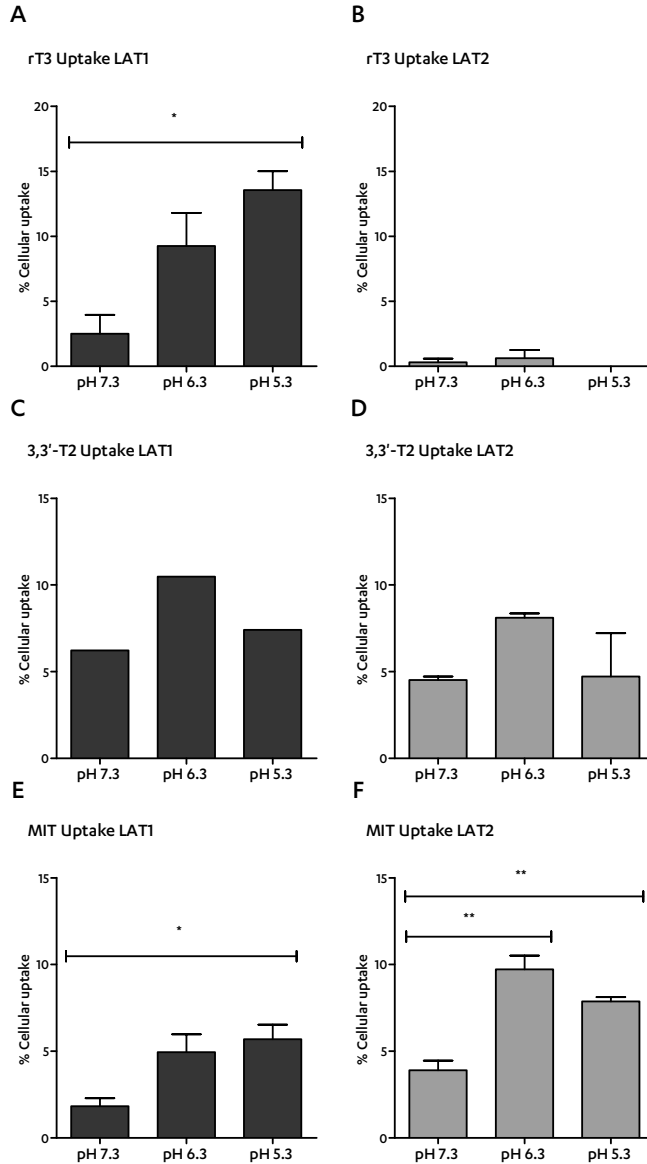 A
rT3 Uptake LAT1
% Cellular uptake
20
15
10
5
0
*
pH 7.3 pH 6.3 pH 5.3
B
rT3 Uptake LAT2
% Cellular uptake
20
15
10
5
0
pH 7.3 pH 6.3 pH 5.3
C
3,3'-T2 Uptake LAT1
% Cellular uptake
15
10
5
0
pH 7.3 pH 6.3 pH 5.3
D
3,3'-T2 Uptake LAT2
% Cellular uptake
15
10
5
0
pH 7.3 pH 6.3 pH 5.3
E
MIT Uptake LAT1
% Cellular uptake
15
10
5
0
*
pH 7.3 pH 6.3 pH 5.3
F
MIT Uptake LAT2
% Cellular uptake
15
10
5
0
**
**
pH 7.3 pH 6.3 pH 5.3